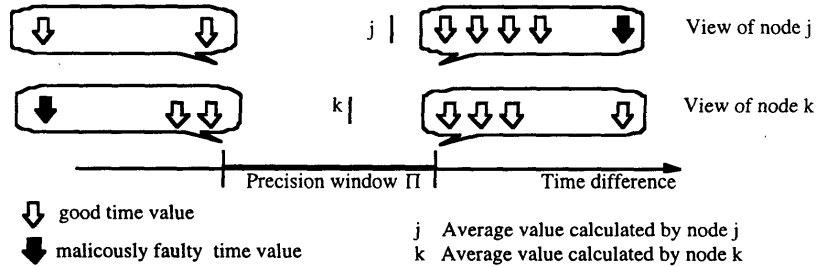 j
View of node j
k
View of node k
Precision window Π
Time difference
good time value
malicously faulty time value
j Average value calculated by node j
k Average value calculated by node k